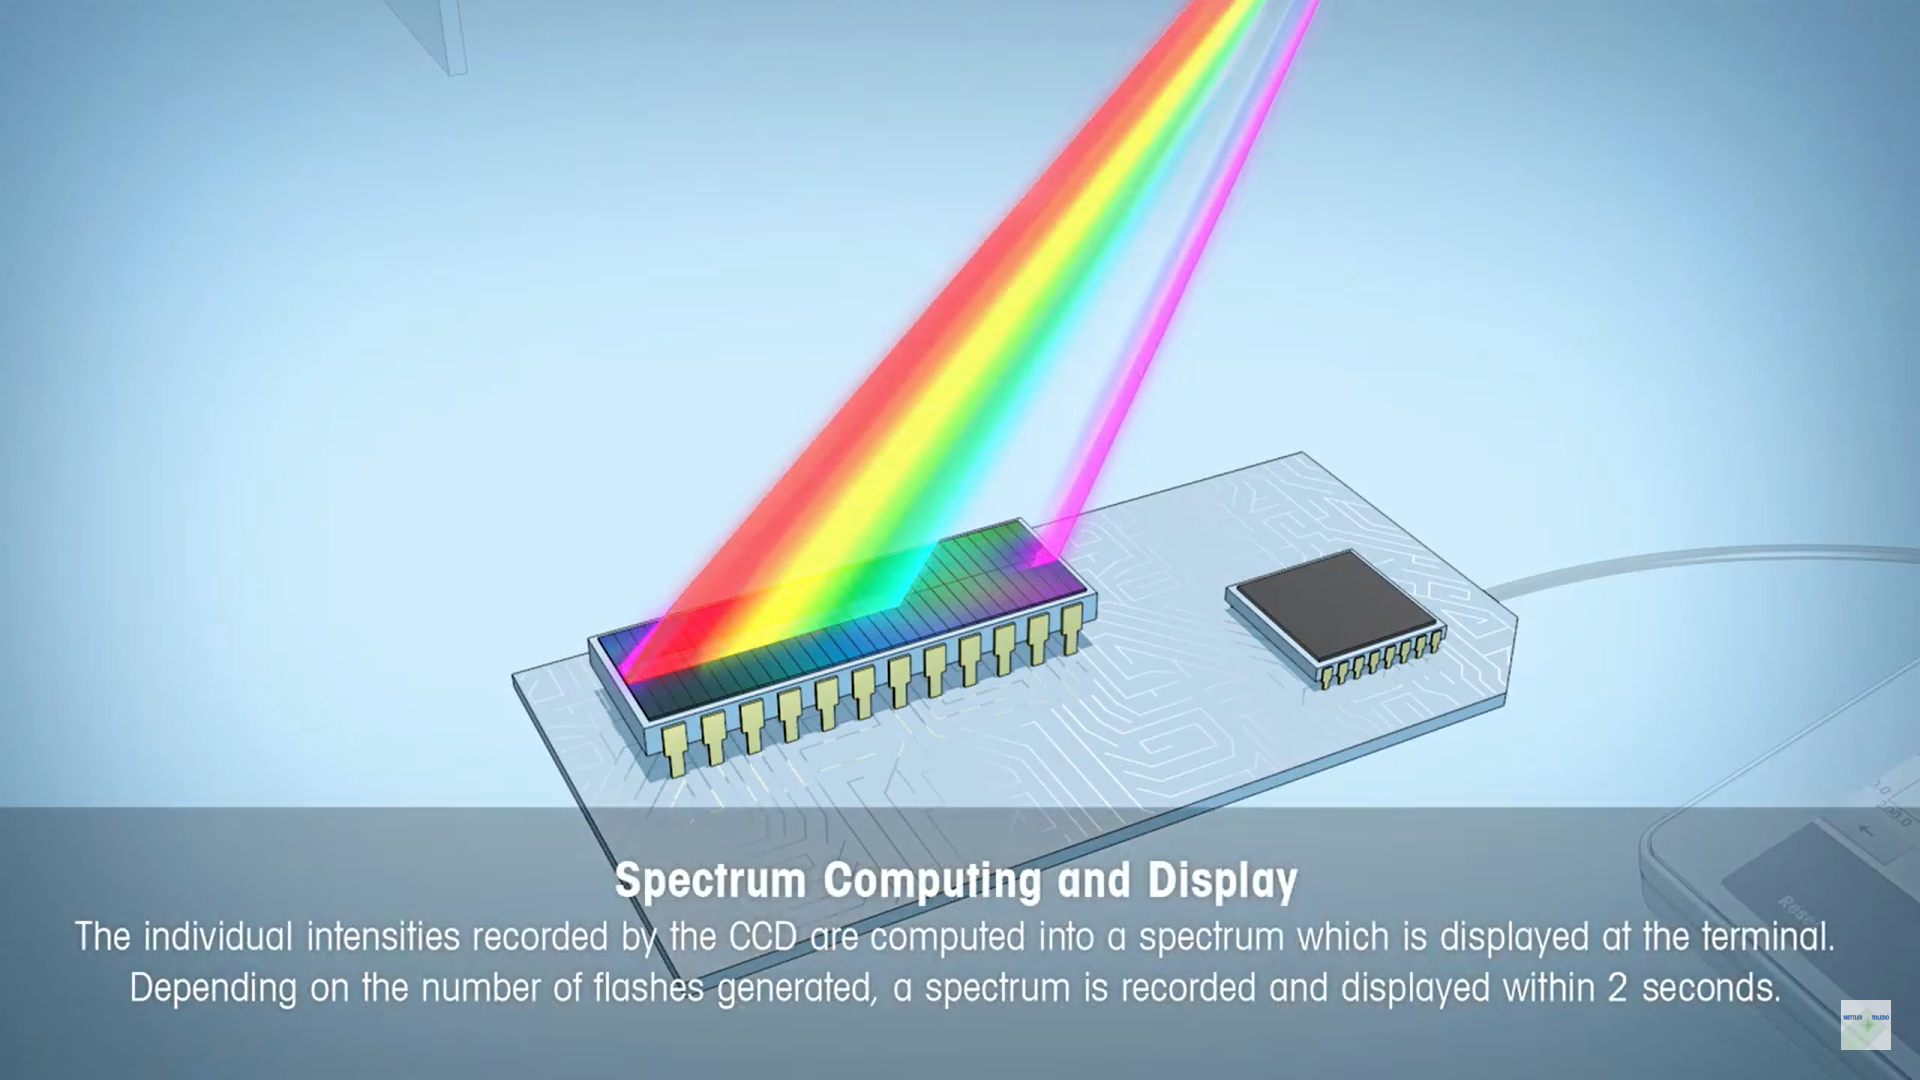 Spectrum Computing and Display
The individual intensities recorded by the CCD are computed into a spectrum which is displayed at the terminal.
Depending on the number of flashes generated, a spectrum is recorded and displayed within 2 seconds.
METTLER TOLEDO